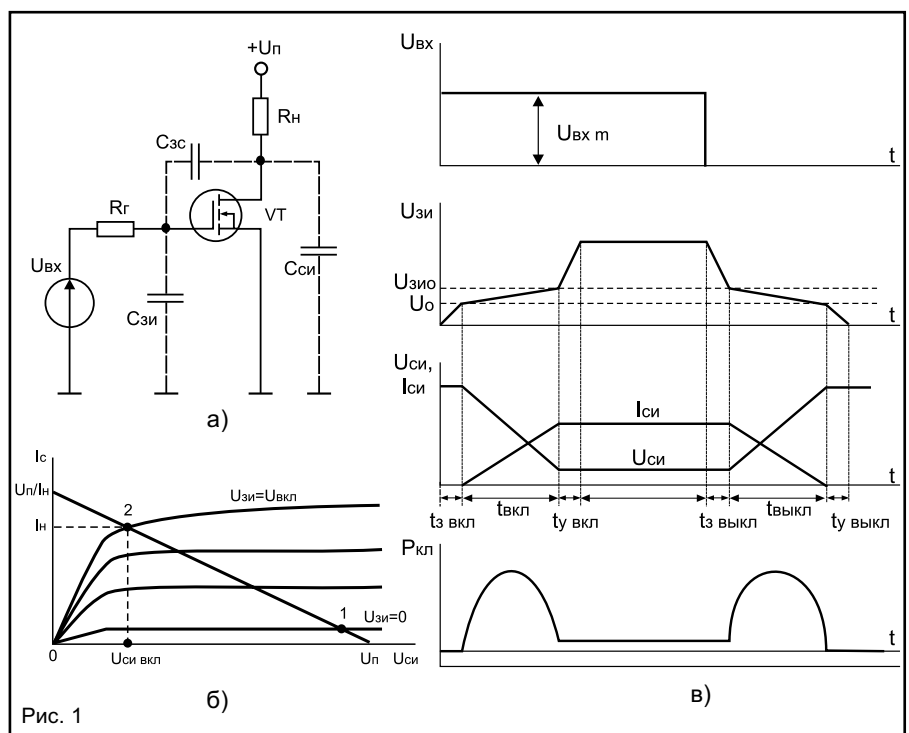 +Uп
Rн
Cзс
VT
Rг
Uвх
Cси
Cзи
а)
Iс
Uп/Iн
2
Uзи=Uвкл
Iн
1
Uзи=0
0
Uси вкл
Uп
Uси
б)
Uвх
Uвх m
t
Uзи
Uзио
Uо
t
Uси,
Iси
Iси
Uси
t
tз вкл
tвкл
tу вкл
tз выкл
tвыкл
tу выкл
Pкл
t
в)
Рис. 1